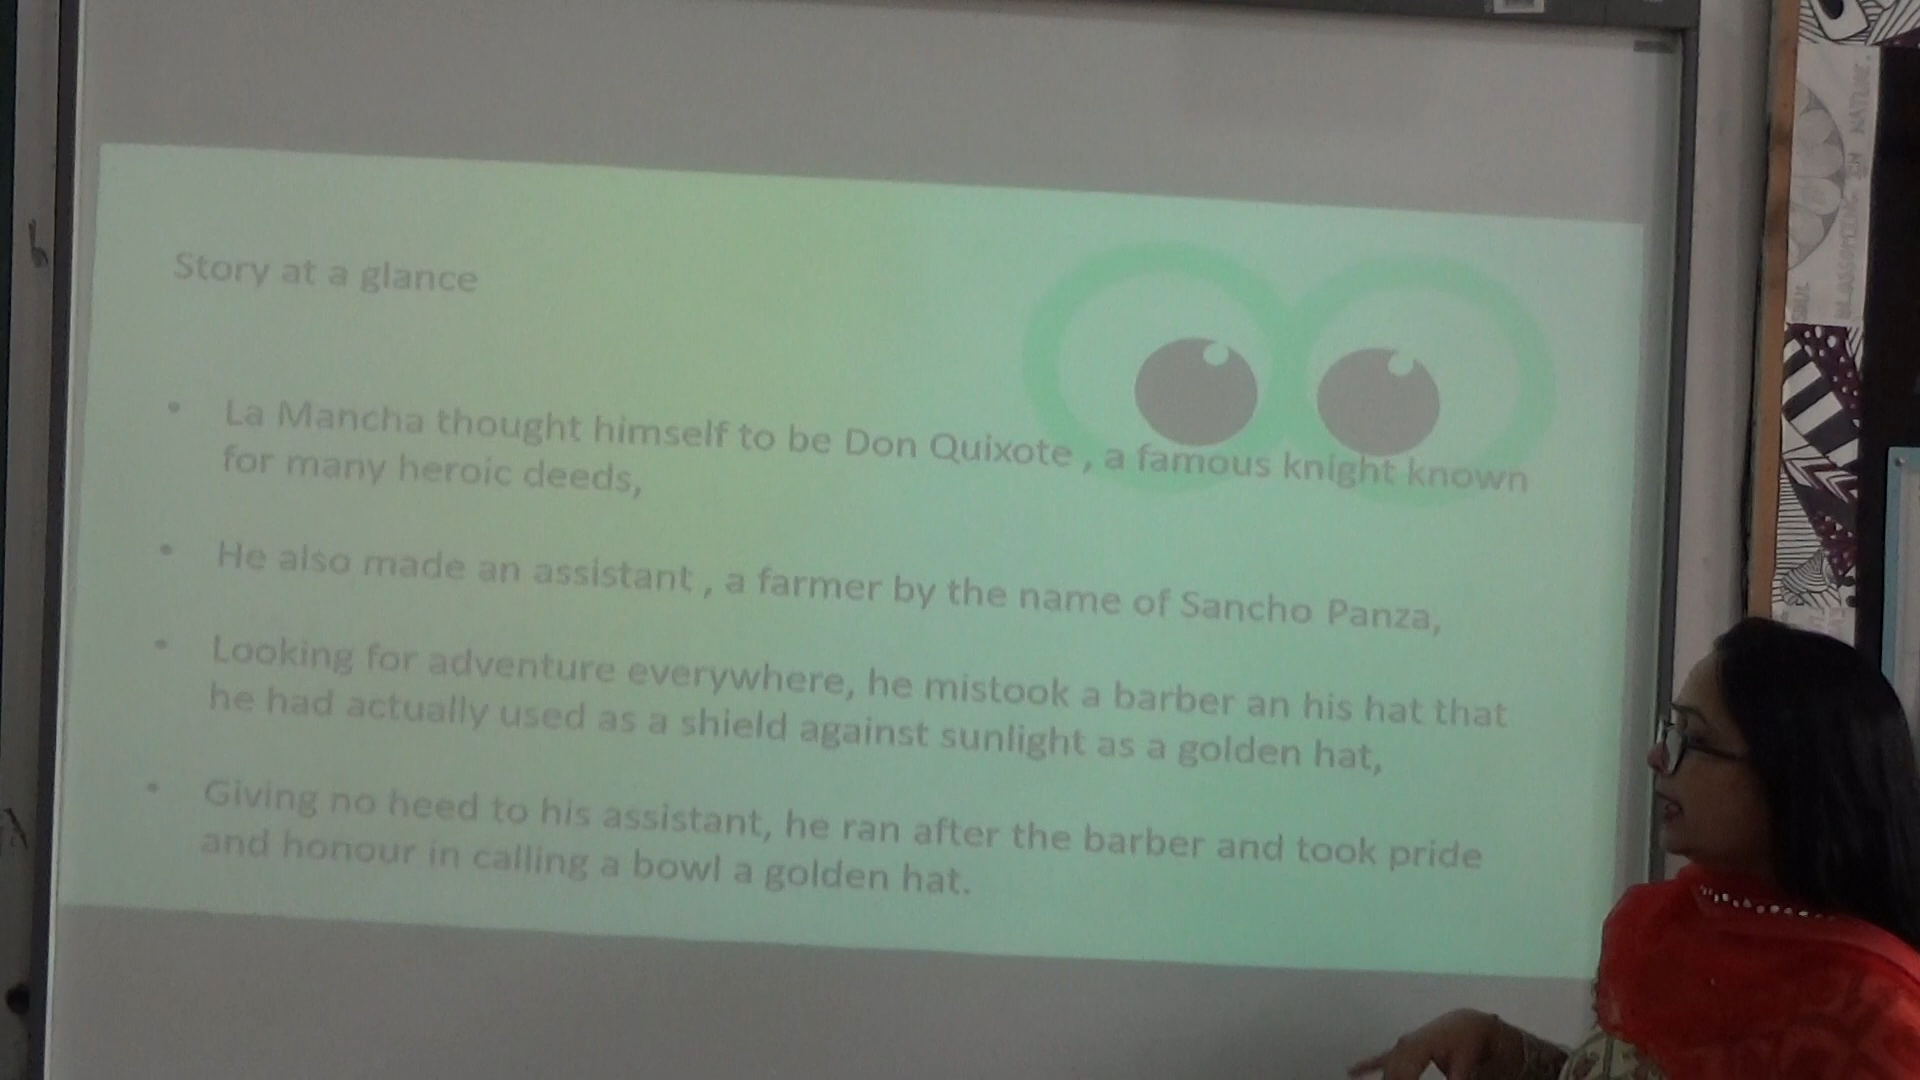 Story at a glance
• La Mancha thought himself to be Don Quixote , a famous knight known
for many heroic deeds,
• He also made an assistant , a farmer by the name of Sancho Panza,
• Looking for adventure everywhere, he mistook a barber an his hat that
he had actually used as a shield against sunlight as a golden hat,
• Giving no heed to his assistant, he ran after the barber and took pride
and honour in calling a bowl a golden hat.
SOUL
IN NATURE.